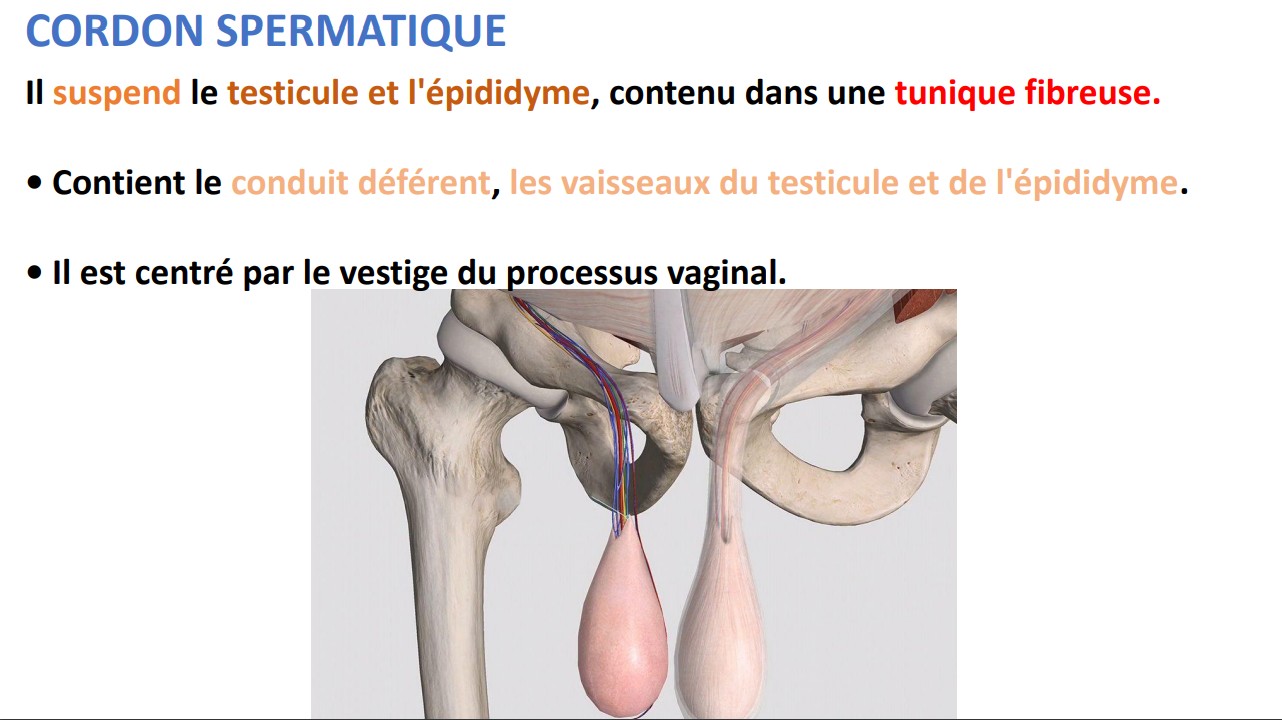 CORDON SPERMATIQUE
Il suspend le testicule et l'épididyme, contenu dans une tunique fibreuse.
• Contient le conduit déférent, les vaisseaux du testicule et de l'épididyme.
• Il est centré par le vestige du processus vaginal.